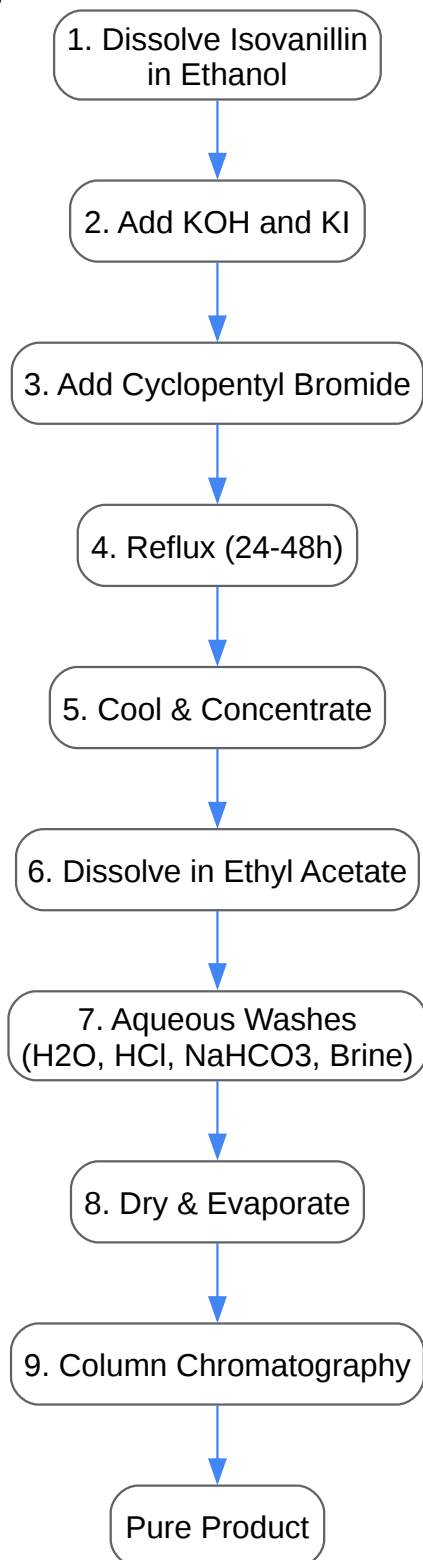 1. Dissolve Isovanillin
in Ethanol
2. Add KOH and KI
3. Add Cyclopentyl Bromide
4. Reflux (24-48h)
5. Cool & Concentrate
6. Dissolve in Ethyl Acetate
7. Aqueous Washes
(H2O, HCl, NaHCO3, Brine)
8. Dry & Evaporate
9. Column Chromatography
Pure Product